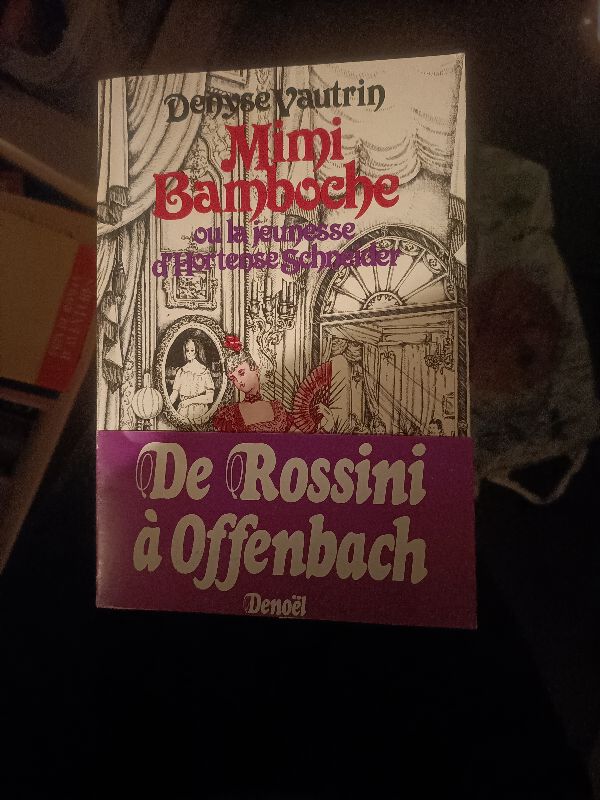 Denyse Vautrin
Mimi
Bamboche
ou la jeunesse
d'Hortense Schneider
De Rossini
à Offenbach
Denoël